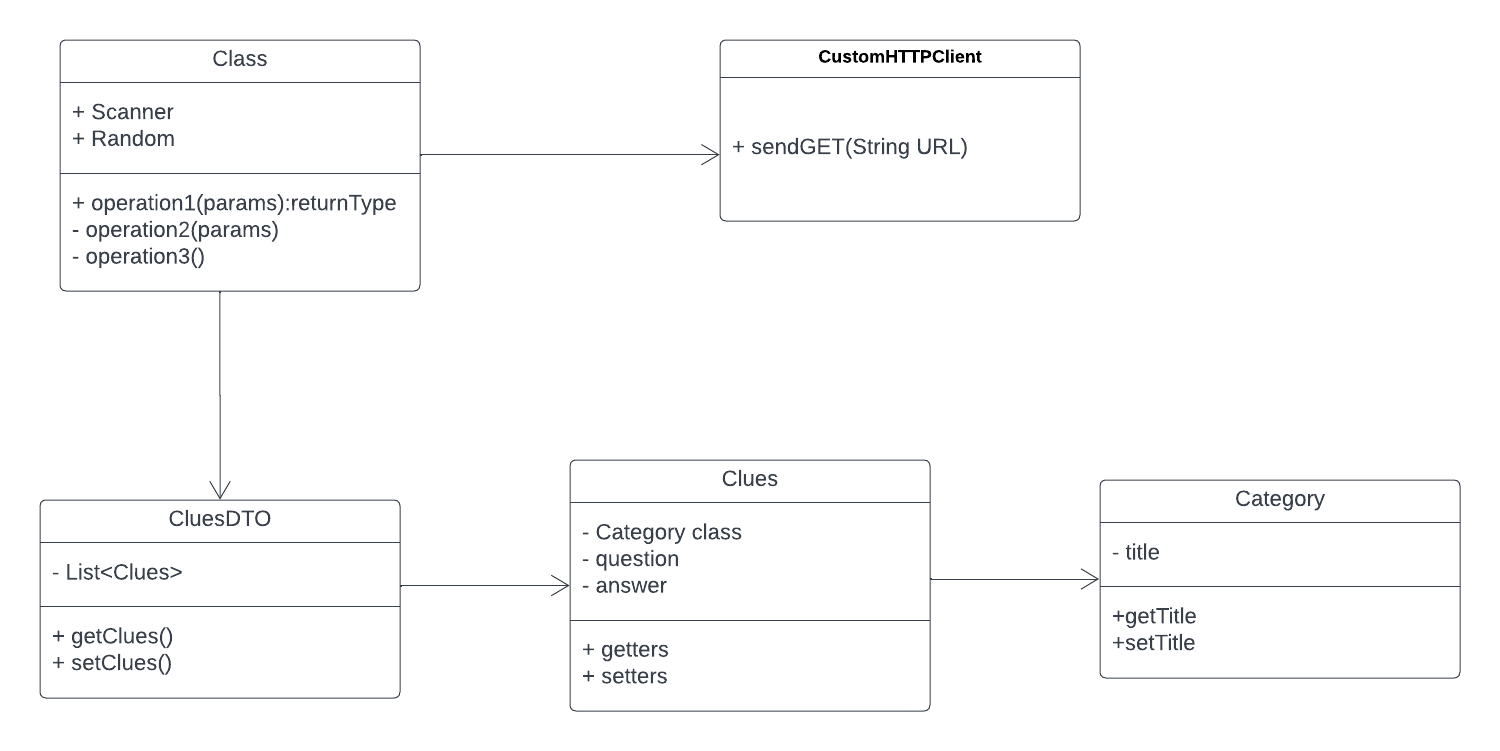 Class
+ Scanner
+ Random
+ operation1(params):returnType
- operation2(params)
- operation3()
CustomHTTPClient
+ sendGET(String URL)
CluesDTO
- List<Clues>
+ getClues()
+ setClues()
Clues
- Category class
- question
- answer
+ getters
+ setters
Category
- title
+getTitle
+setTitle